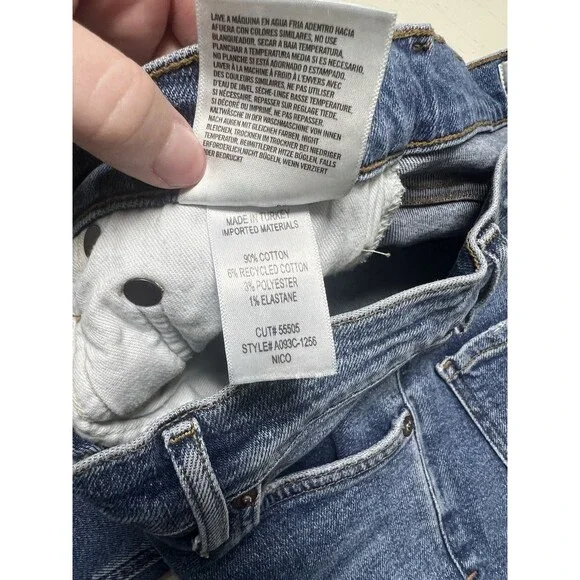 LAVE A MÁQUINA EN AGUA FRIA ADENTRO HACIA
AFUERA CON COLORES SIMILARES, NO USE
BLANQUEADOR, SECAR A BAJA TEMPERATURA,
PLANCHAR A TEMPERATURA MEDIA SI ES NECESARIO.
NO PLANCHAR SI ESTÁ ADORNADO O ESTAMPADO.
LAVER À LA MACHINE À FROID À L'ENVERS AVEC
DES COULEURS SIMILAIRES, NE PAS UTILISER
D'EAU DE JAVEL, SÈCHE-LINGE BASSE TEMPÉRATURE,
SI NÉCESSAIRE, REPASSER SUR REGLAGE TIEDE.
SI DÉCORÉ OU IMPRIMÉ, NE PAS REPASSER.
KALTWÄSCHE IN DER WASCHMASCHINE VON INNEN
NACH AUßEN MIT GLEICHEN FARBEN, NICHT
BLEICHEN, TROCKNEN IM TROCKNER BEI NIEDRIGER
TEMPERATUR, BEI MITTLERER HITZE BÜGELN, FALLS
ERFORDERLICH/NICHT BÜGELN, WENN VERZIERT
ODER BEDRUCKT
MADE IN TURKEY
IMPORTED MATERIALS
90% COTTON
6% RECYCLED COTTON
3% POLYESTER
1% ELASTANE
CUT# 55505
STYLE# A093C-1256
NICO